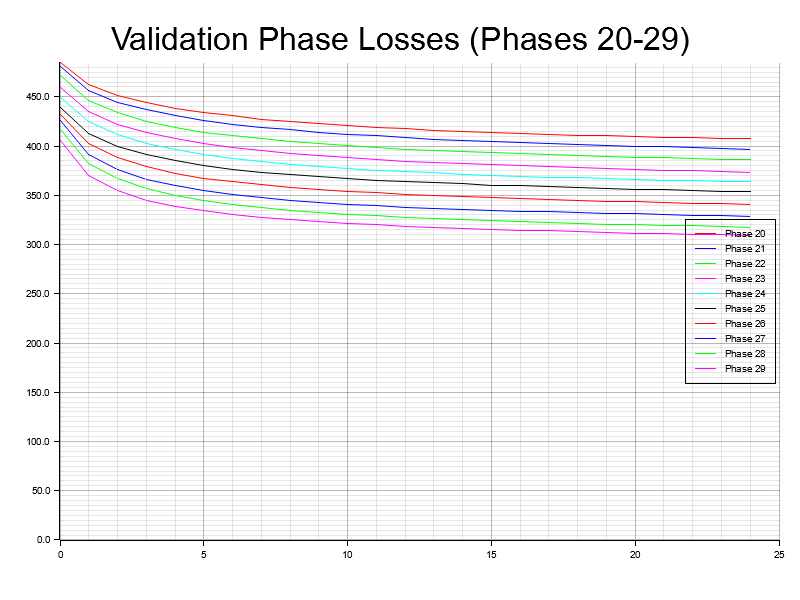 Validation Phase Losses (Phases 20-29)
450.0
400.0
350.0
300.0
250.0
200.0
150.0
100.0
50.0
0.0
Phase 20
Phase 21
Phase 22
Phase 23
Phase 24
Phase 25
Phase 26
Phase 27
Phase 28
Phase 29
0 5 10 15 20 25